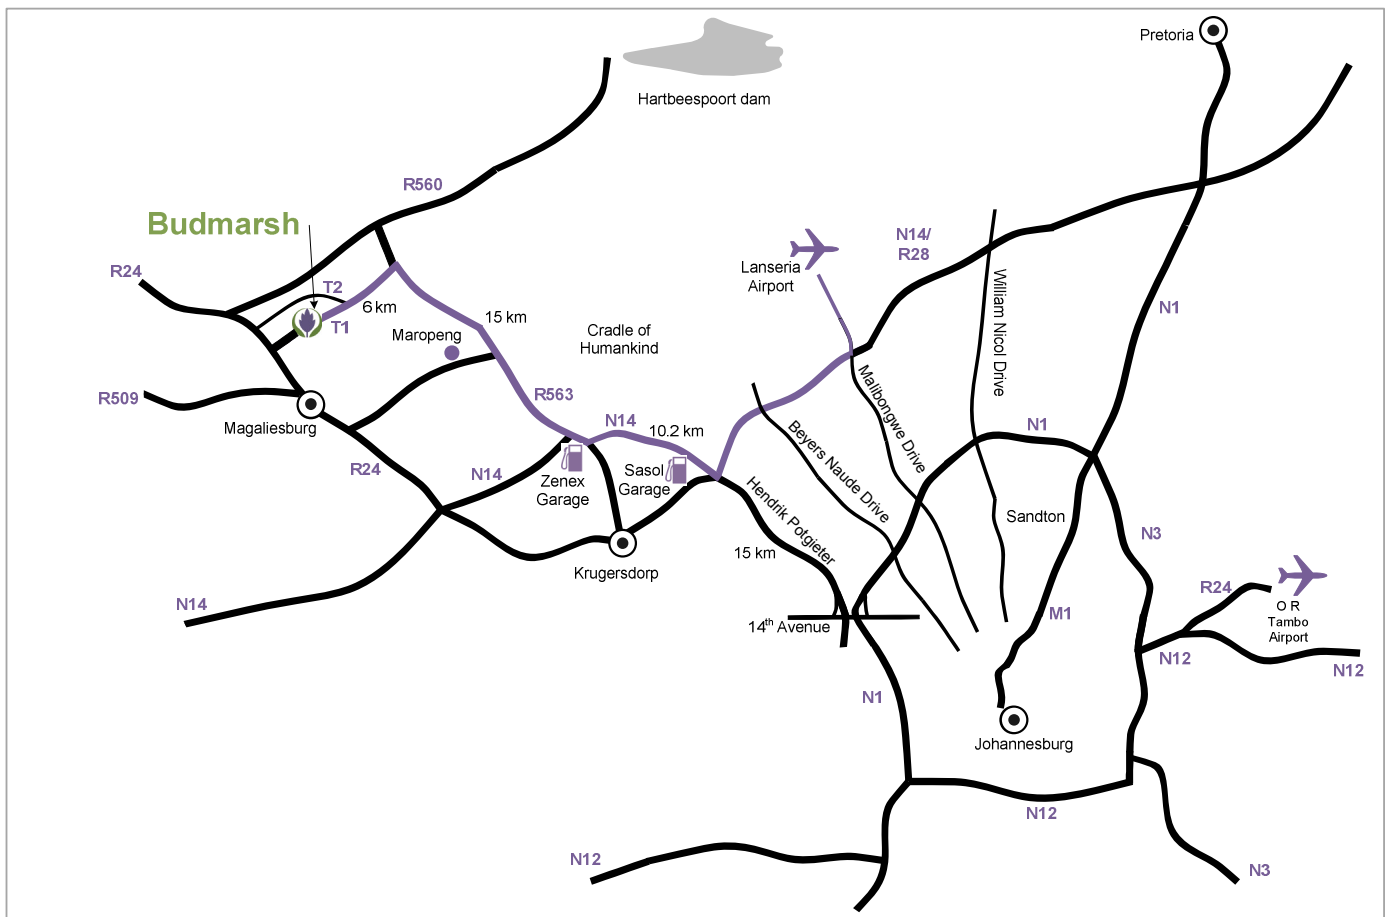 Pretoria
Hartbeespoort dam
R560
Budmarsh
N14/
R28
Lanseria
Airport
R24
T2
6 km
T1
15 km
Maropeng
Cradle of
Humankind
William Nicol Drive
N1
R509
Magaliesburg
R563
N14
10.2 km
Malibongwe Drive
Beyers Naude Drive
N1
R24
N14
Zenex
Garage
Sasol
Garage
Hendrik Potgieter
Sandton
15 km
N3
Krugersdorp
N14
14th Avenue
M1
R24
O R
Tambo
Airport
N12
N12
N1
Johannesburg
N12
N12
N3